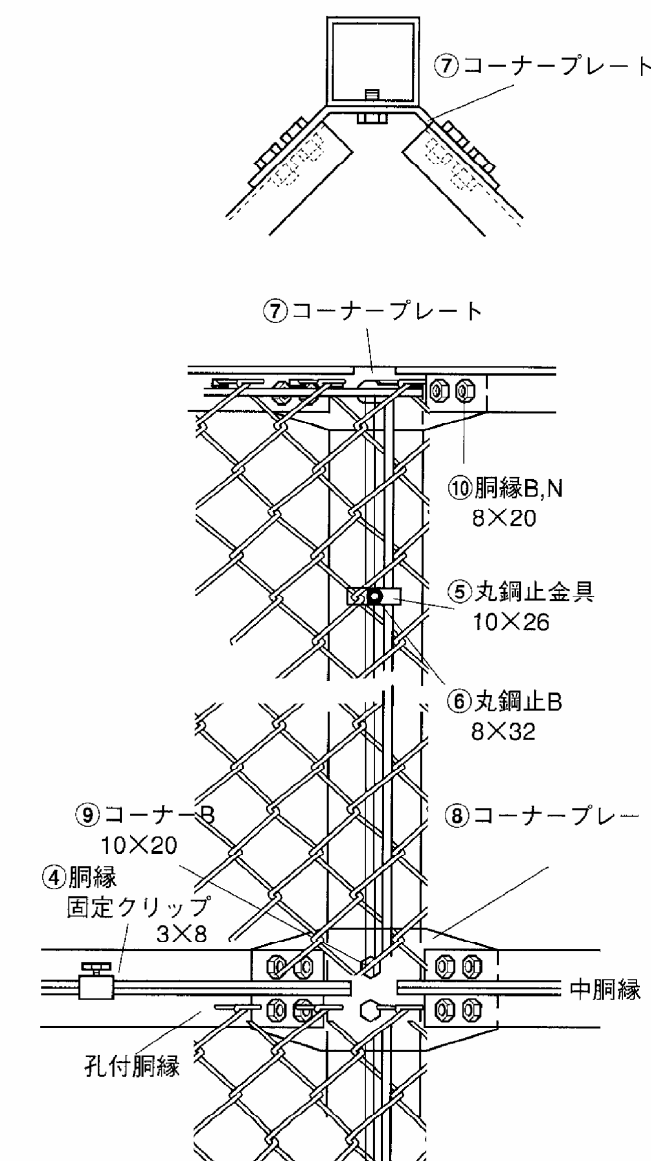 ⑦コーナープレート
⑦コーナープレート
⑩胴縁B,N
8×20
⑤丸鋼止金具
10×26
⑥丸鋼止B
8×32
⑨コーナーB
10×20
⑧コーナープレー
④胴縁
固定クリップ
3×8
中胴縁
孔付胴縁